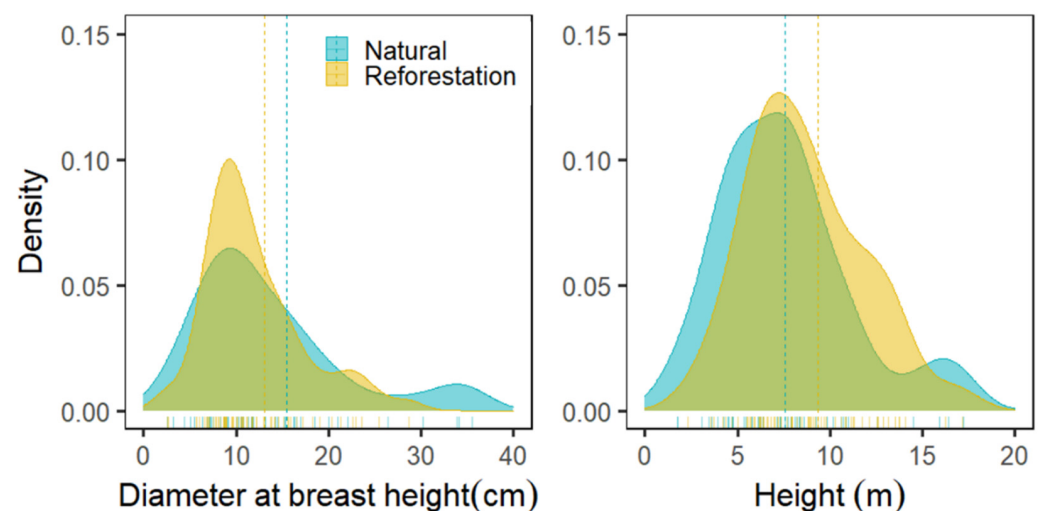 0.15
0.10
0.05
0.00
Density
Natural
Reforestation
0 10 20 30 40
Diameter at breast height(cm)
0.15
0.10
0.05
0.00
0 5 10 15 20
Height (m)